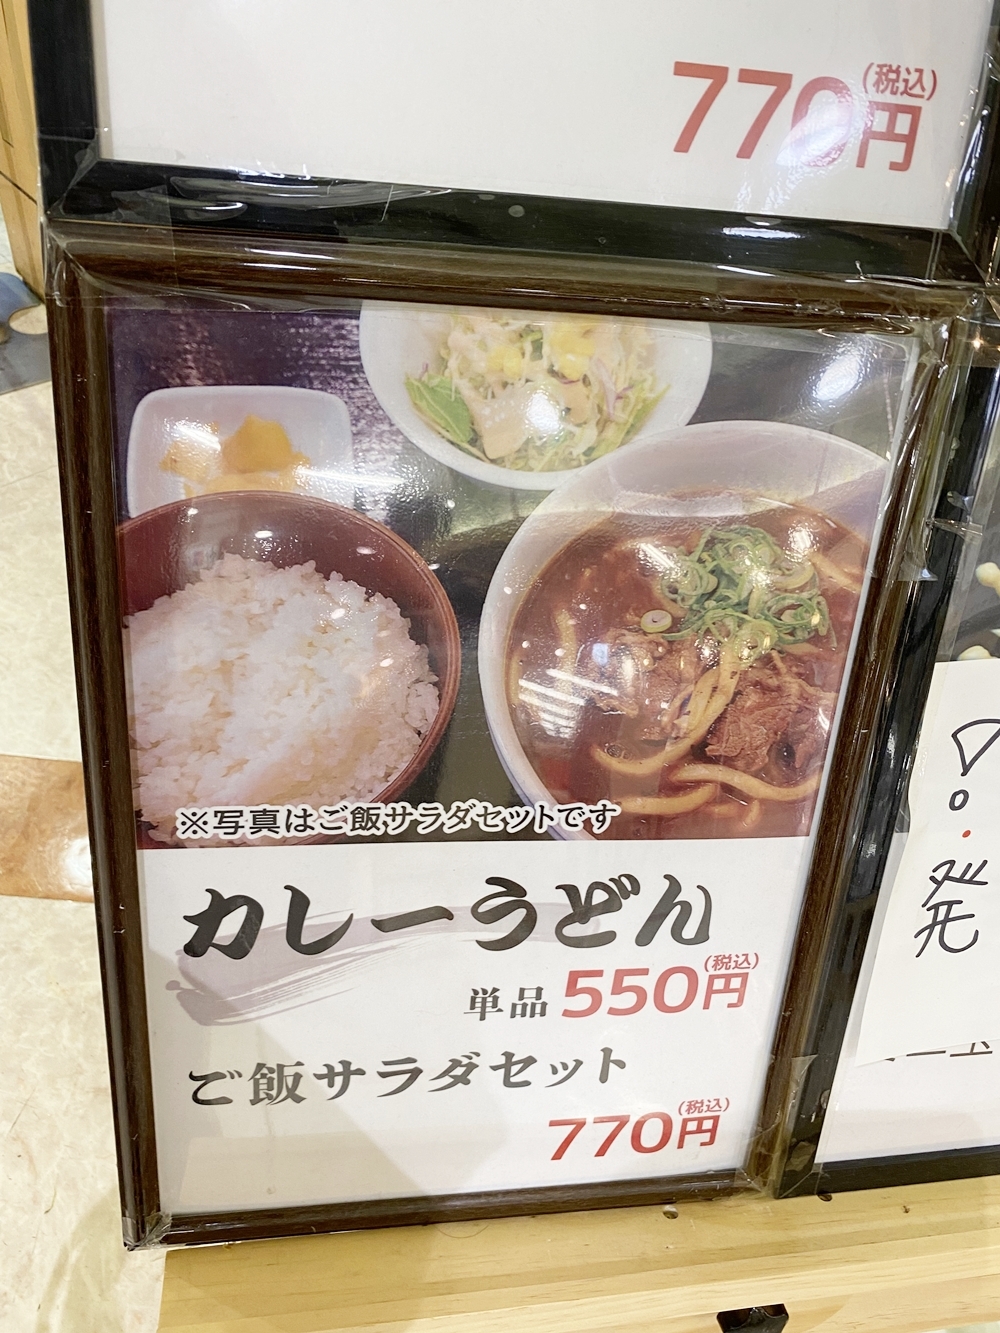 770円
(税込)
※写真はご飯サラダセットです
カレーうどん
単品 550円
(税込)
ご飯サラダセット
770円
(税込)
発